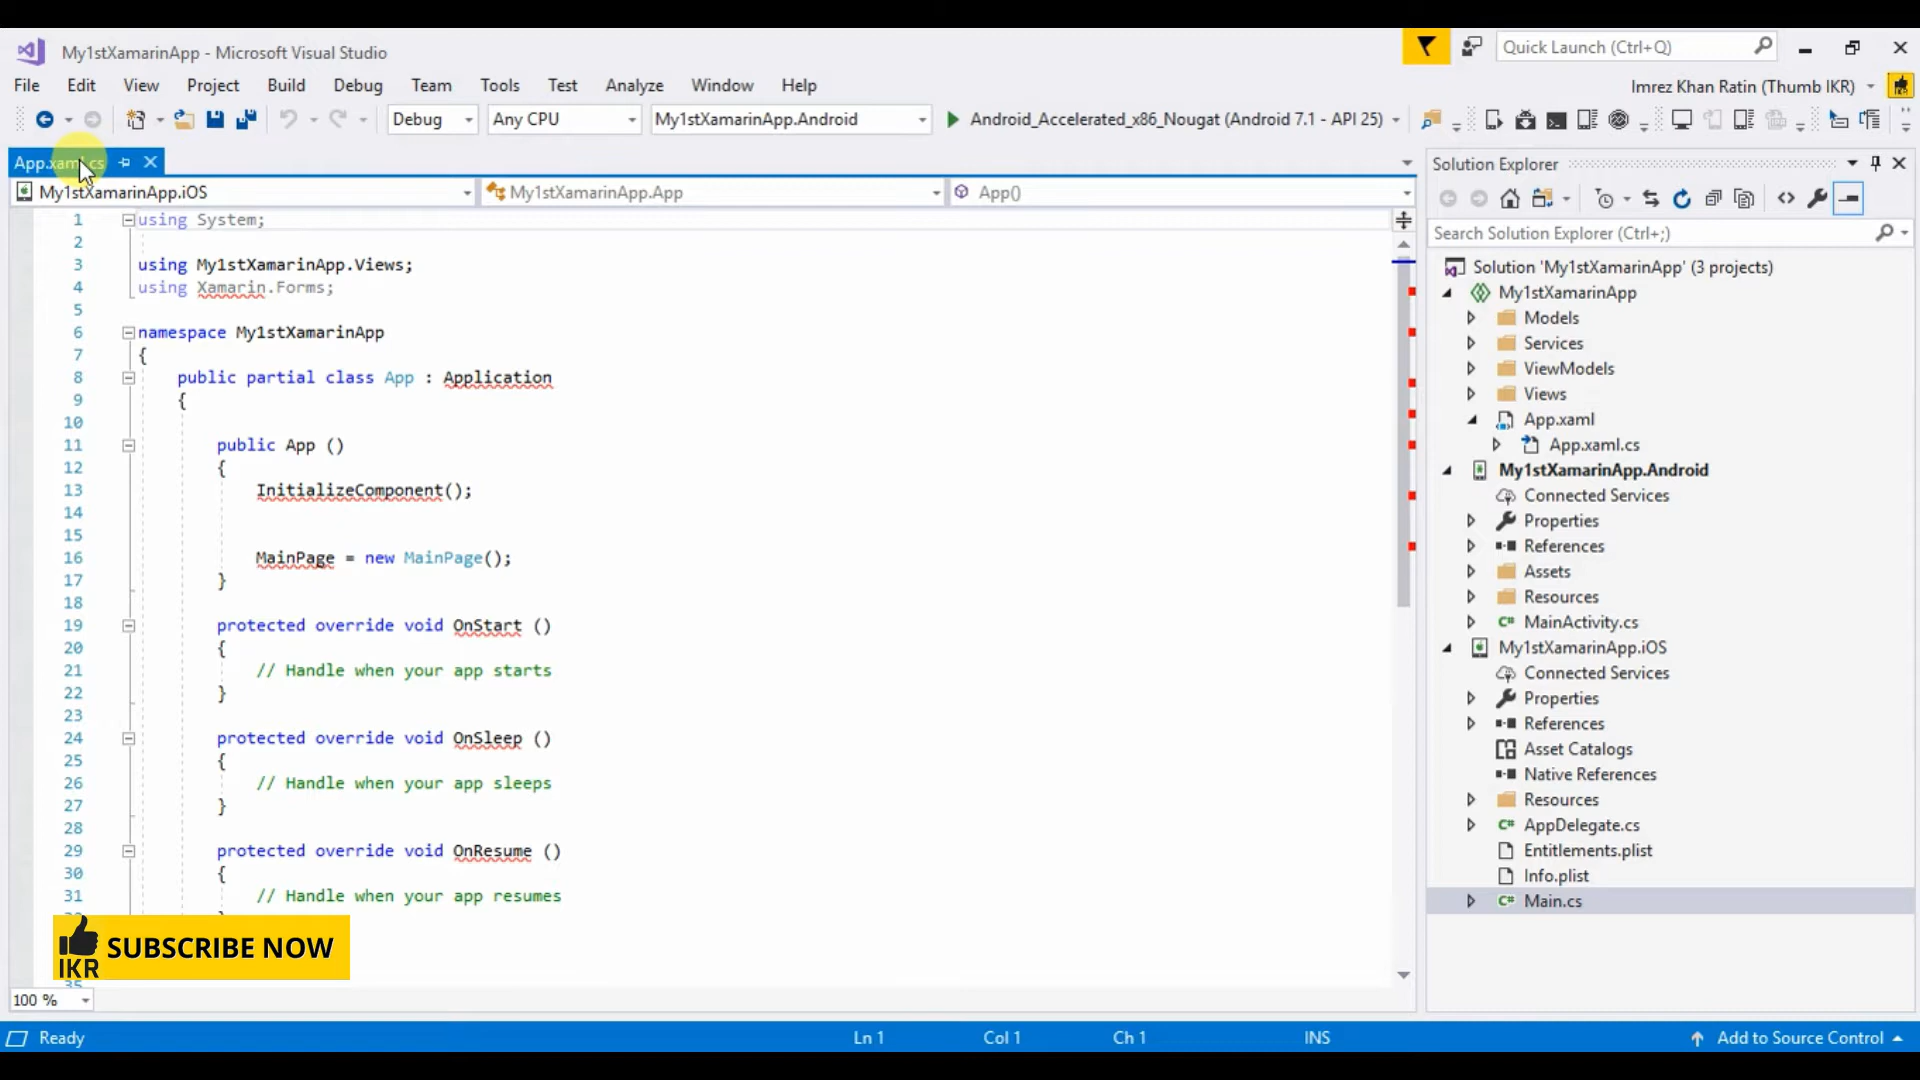 My1stXamarinApp - Microsoft Visual Studio
Quick Launch (Ctrl+Q)
File Edit View Project Build Debug Team Tools Test Analyze Window Help
Imrez Khan Ratin (Thumb IKR)
Debug Any CPU My1stXamarinApp.Android Android_Accelerated_x86_Nougat (Android 7.1 - API 25)
App.xaml.cs
My1stXamarinApp.iOS My1stXamarinApp.App App()
1 using System;
2
3 using My1stXamarinApp.Views;
4 using Xamarin.Forms;
5
6 namespace My1stXamarinApp
7 {
8 public partial class App : Application
9 {
10
11 public App ()
12 {
13 InitializeComponent();
14
15
16 MainPage = new MainPage();
17 }
18
19 protected override void OnStart ()
20 {
21 // Handle when your app starts
22 }
23
24 protected override void OnSleep ()
25 {
26 // Handle when your app sleeps
27 }
28
29 protected override void OnResume ()
30 {
31 // Handle when your app resumes
IKR SUBSCRIBE NOW
100 %
Solution Explorer
Search Solution Explorer (Ctrl+;)
Solution 'My1stXamarinApp' (3 projects)
My1stXamarinApp
Models
Services
ViewModels
Views
App.xaml
App.xaml.cs
My1stXamarinApp.Android
Connected Services
Properties
References
Assets
Resources
C# MainActivity.cs
My1stXamarinApp.iOS
Connected Services
Properties
References
Asset Catalogs
Native References
Resources
C# AppDelegate.cs
Entitlements.plist
Info.plist
C# Main.cs
Ready Ln 1 Col 1 Ch 1 INS Add to Source Control